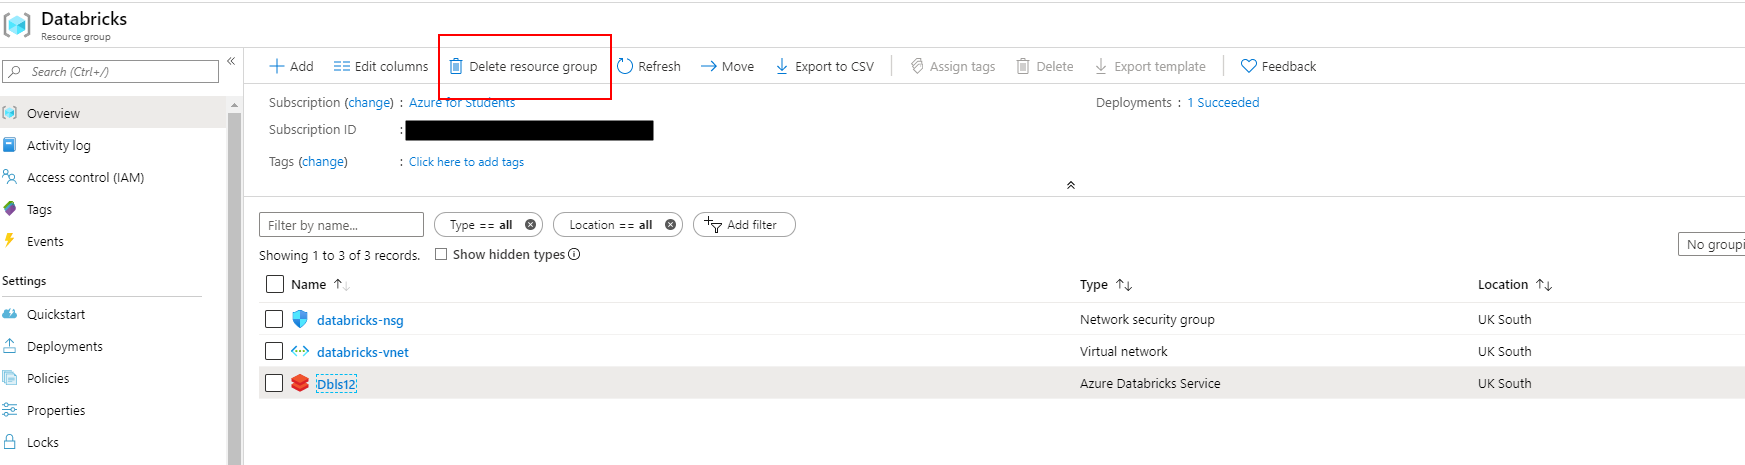 Databricks
Resource group
Search (Ctrl+/)
«
Add Edit columns Delete resource group Refresh Move Export to CSV Assign tags Delete Export template Feedback
Overview
Activity log
Access control (IAM)
Tags
Events
Settings
Quickstart
Deployments
Policies
Properties
Locks
Subscription (change) : Azure for Students
Deployments : 1 Succeeded
Subscription ID :
Tags (change) : Click here to add tags
Filter by name... Type == all Location == all Add filter
No groupi
Showing 1 to 3 of 3 records. Show hidden types
Name Type Location
databricks-nsg Network security group UK South
databricks-vnet Virtual network UK South
Dbls12 Azure Databricks Service UK South